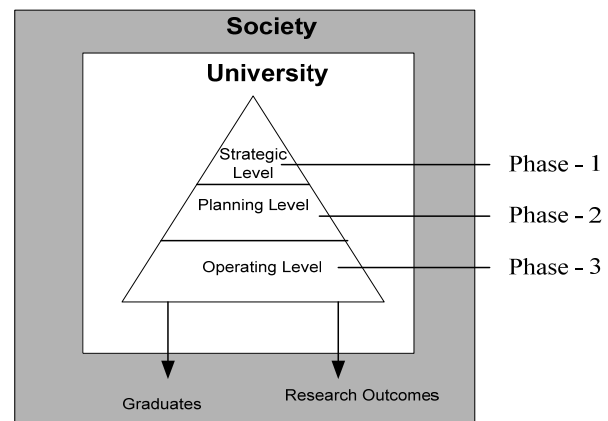 Society
University
Strategic
Level
Phase - 1
Planning Level
Phase - 2
Operating Level
Phase - 3
Graduates
Research Outcomes